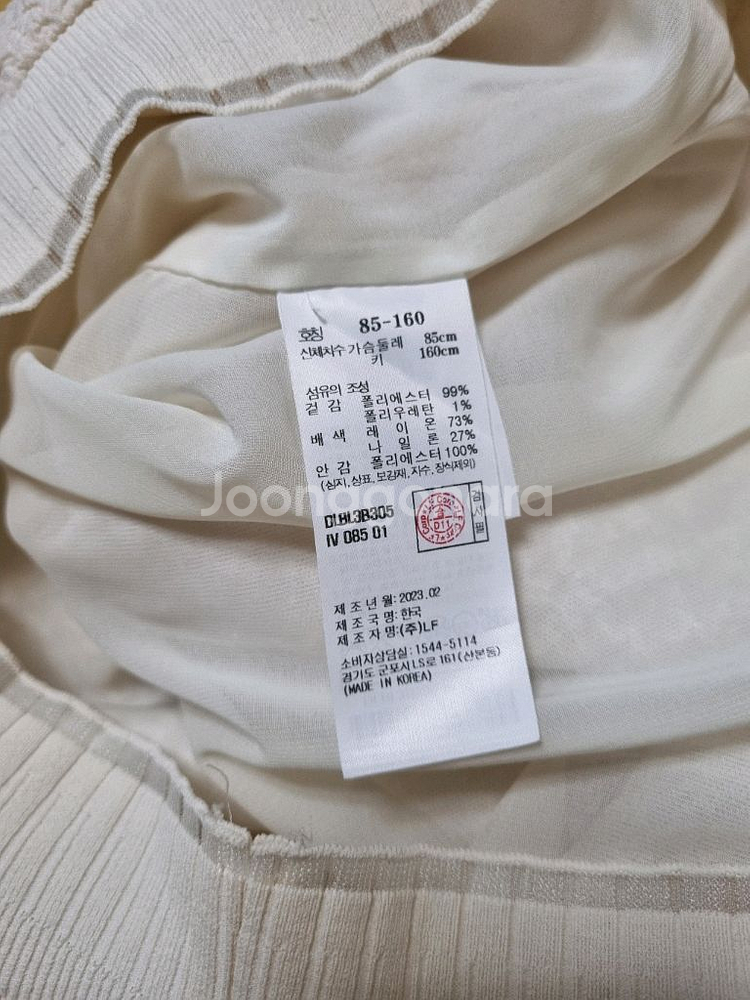 호칭 85-160
신체치수 가슴둘레 85cm
키 160cm
섬유의 조성
겉감 폴리에스터 99%
폴리우레탄 1%
배색 레이온 73%
나일론 27%
안감 폴리에스터 100%
(심지, 상표, 보강재, 자수, 장식제외)
Joonggonara
DLBL3B305
IV 085 01
검사필
제조년월: 2023.02
제조국명: 한국
제조자명: (주)LF
소비자상담실: 1544-5114
경기도 군포시 LS로 161(산본동)
(MADE IN KOREA)